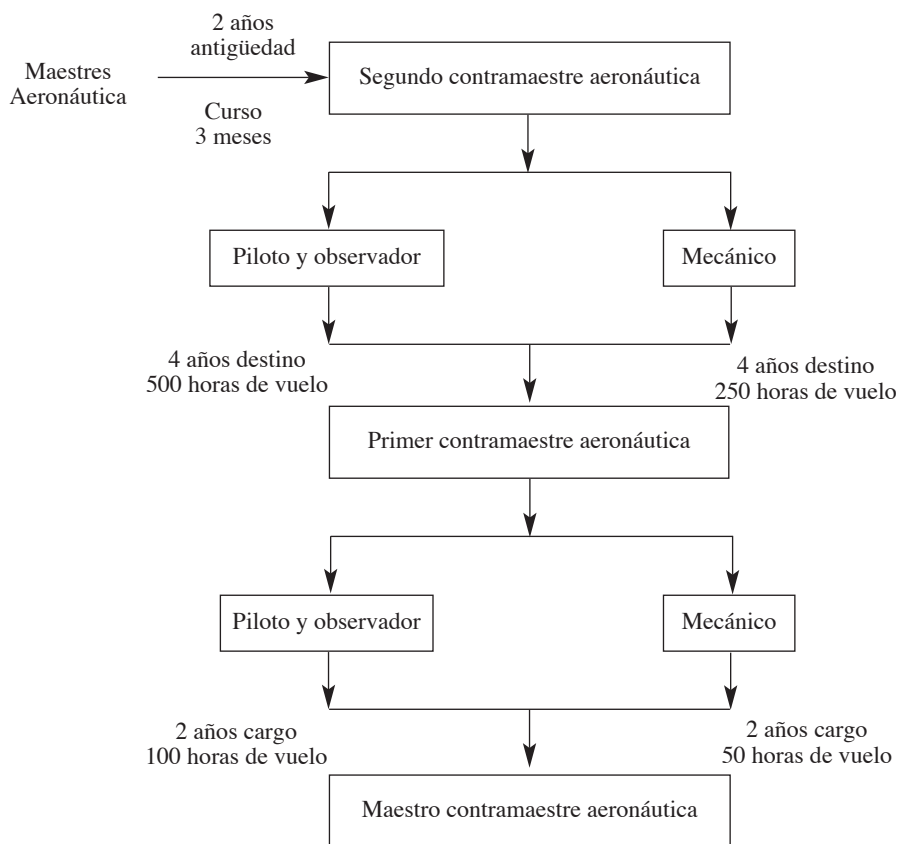 2 años
antigüedad
Maestres
Aeronáutica
Segundo contramaestre aeronáutica
Curso
3 meses
Piloto y observador
Mecánico
4 años destino
500 horas de vuelo
4 años destino
250 horas de vuelo
Primer contramaestre aeronáutica
Piloto y observador
Mecánico
2 años cargo
100 horas de vuelo
2 años cargo
50 horas de vuelo
Maestro contramaestre aeronáutica